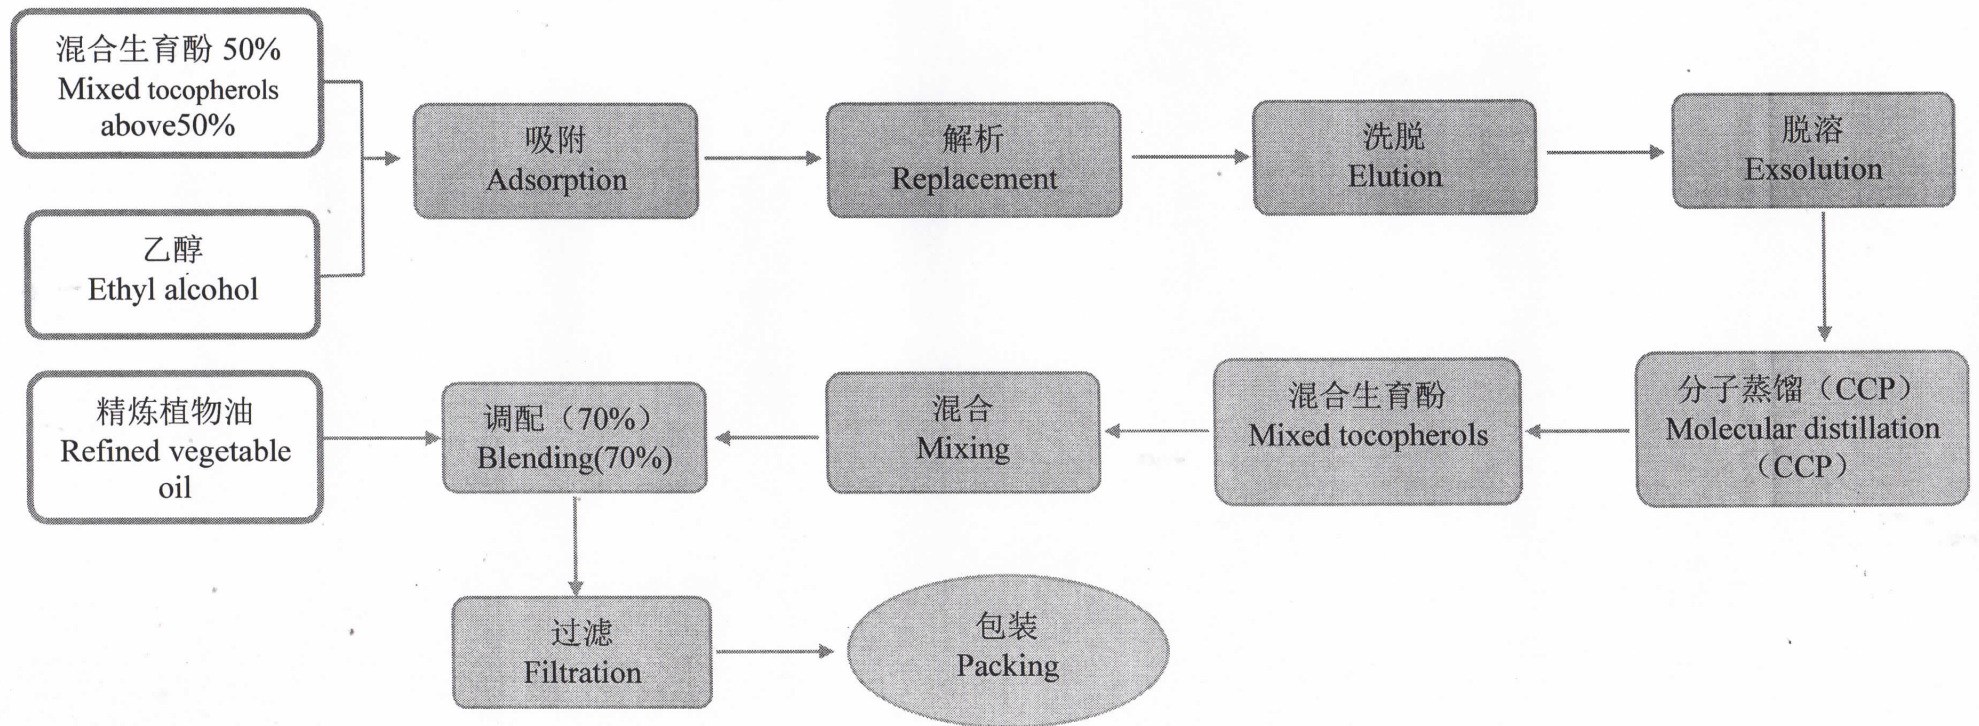 混合生育酚 50%
Mixed tocopherols
above50%
乙醇
Ethyl alcohol
吸附
Adsorption
解析
Replacement
洗脱
Elution
脱溶
Exsolution
分子蒸馏（CCP）
Molecular distillation
（CCP）
混合生育酚
Mixed tocopherols
混合
Mixing
调配（70%）
Blending(70%)
精炼植物油
Refined vegetable
oil
过滤
Filtration
包装
Packing